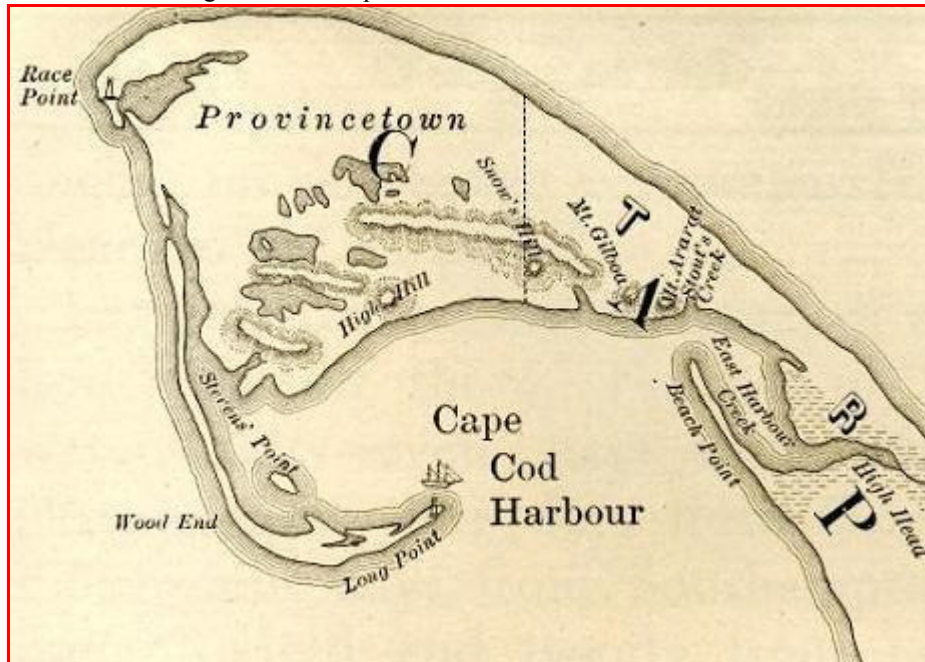 Race
Point
Provincetown
C
Snow's Hill
Mt. Gilboa
T
Mt. Ararat
Stout's
Creek
A
High Hill
East Harbour
Creek
Stevens' Point
Beach Point
Cape
Cod
Harbour
R
High Head
P
Wood End
Long Point